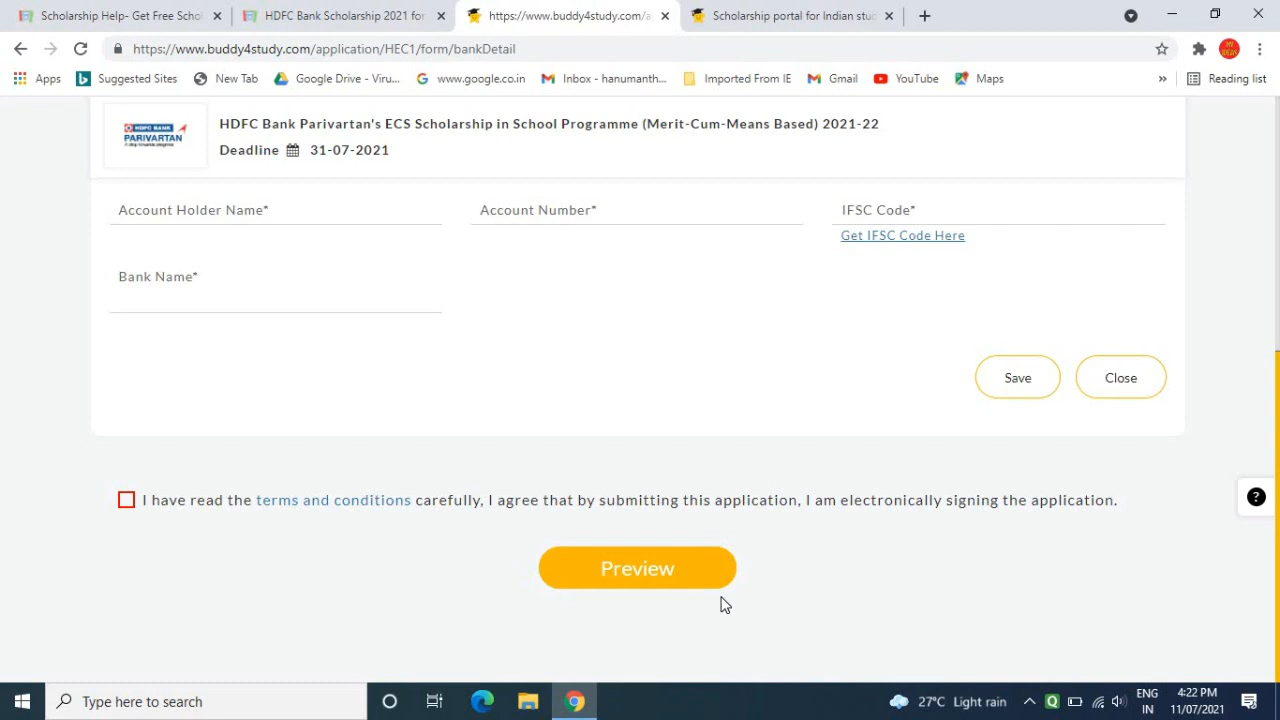 Scholarship Help- Get Free Scho
HDFC Bank Scholarship 2021 for
https://www.buddy4study.com/a
Scholarship portal for Indian stu
https://www.buddy4study.com/application/HEC1/form/bankDetail
Apps
Suggested Sites
New Tab
Google Drive - Viru...
www.google.co.in
Inbox - hanumanth...
Imported From IE
Gmail
YouTube
Maps
»
Reading list
HDFC BANK
PARIVARTAN
HDFC Bank Parivartan's ECS Scholarship in School Programme (Merit-Cum-Means Based) 2021-22
Deadline 31-07-2021
Account Holder Name*
Account Number*
IFSC Code*
Get IFSC Code Here
Bank Name*
Save
Close
I have read the terms and conditions carefully, I agree that by submitting this application, I am electronically signing the application.
?
Preview
Type here to search
27°C Light rain
ENG
IN
4:22 PM
11/07/2021